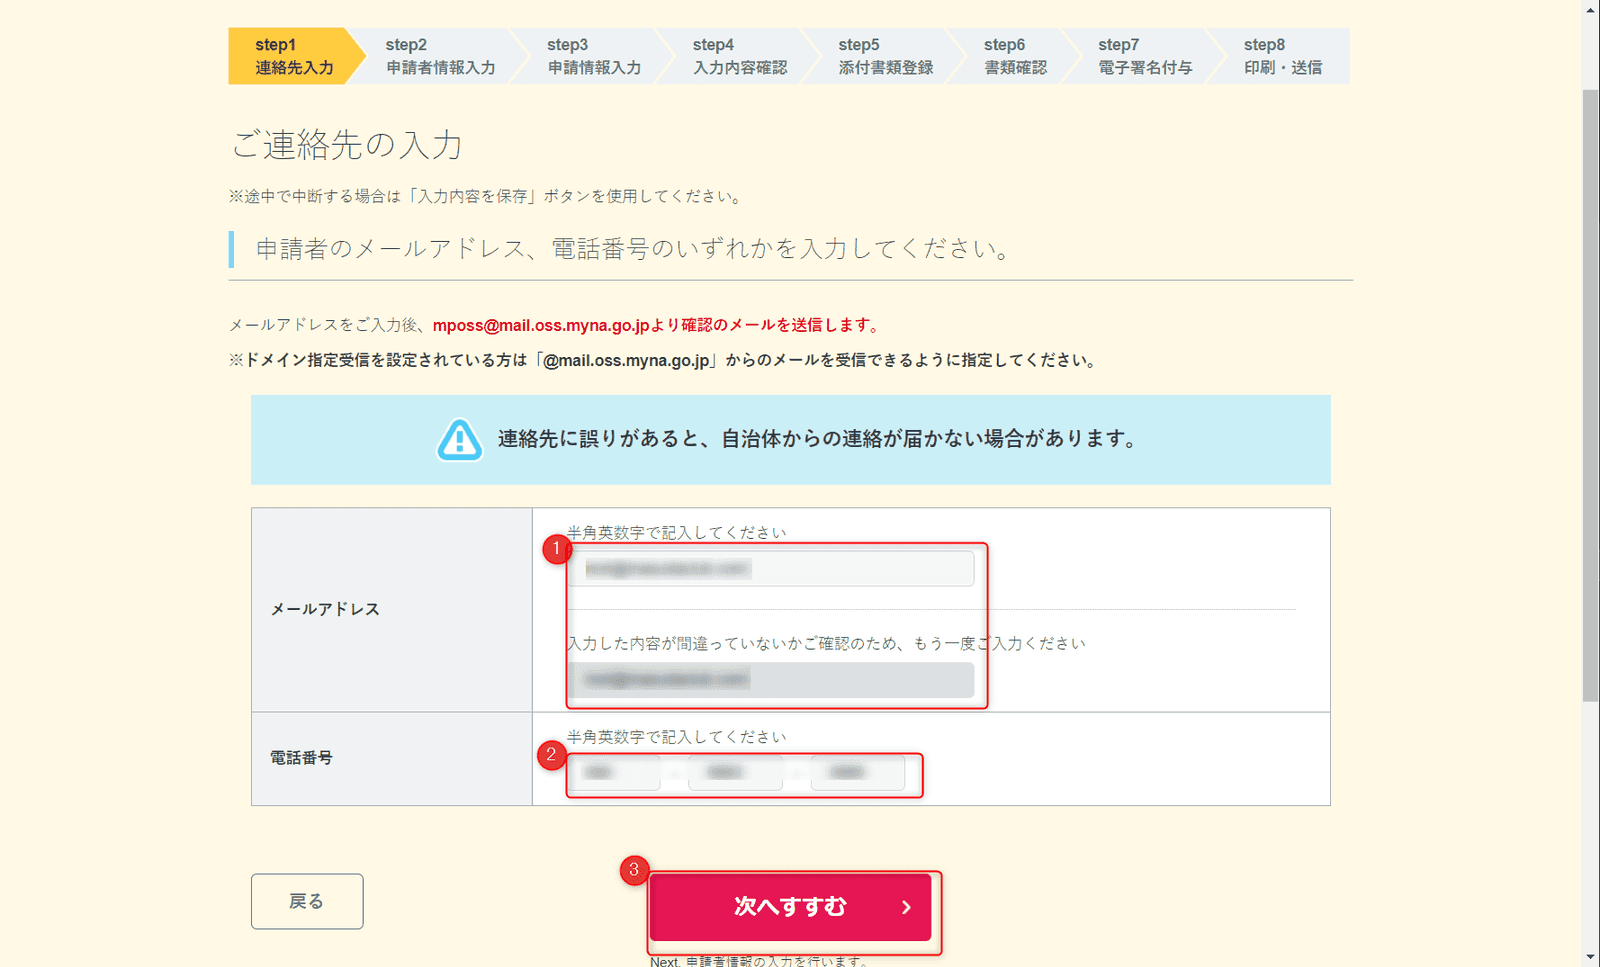 step1
連絡先入力
step2
申請者情報入力
step3
申請情報入力
step4
入力内容確認
step5
添付書類登録
step6
書類確認
step7
電子署名付与
step8
印刷・送信
ご連絡先の入力
※途中で中断する場合は「入力内容を保存」ボタンを使用してください。
申請者のメールアドレス、電話番号のいずれかを入力してください。
メールアドレスをご入力後、mposs@mail.oss.myna.go.jpより確認のメールを送信します。
※ドメイン指定受信を設定されている方は「@mail.oss.myna.go.jp」からのメールを受信できるように指定してください。
連絡先に誤りがあると、自治体からの連絡が届かない場合があります。
半角英数字で記入してください
1
メールアドレス
入力した内容が間違っていないかご確認のため、もう一度ご入力ください
半角英数字で記入してください
2
電話番号
3
戻る
次へすすむ
Next. 申請者情報の入力を行います。